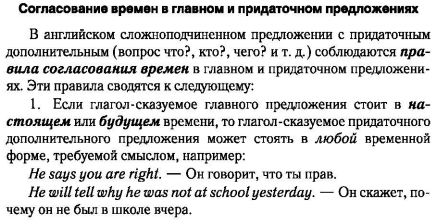 Согласование времен в главном и придаточном предложениях
В английском сложноподчиненном предложении с придаточным
дополнительным (вопрос что?, кто?, чего? и т. д.) соблюдаются пра-
вила согласования времен в главном и придаточном предложени-
ях. Эти правила сводятся к следующему:
1. Если глагол-сказуемое главного предложения стоит в на-
стоящем или будущем времени, то глагол-сказуемое придаточного
дополнительного предложения может стоять в любой временной
форме, требуемой смыслом, например:
He says you are right. — Он говорит, что ты прав.
He will tell why he was not at school yesterday. — Он скажет, по-
чему он не был в школе вчера.